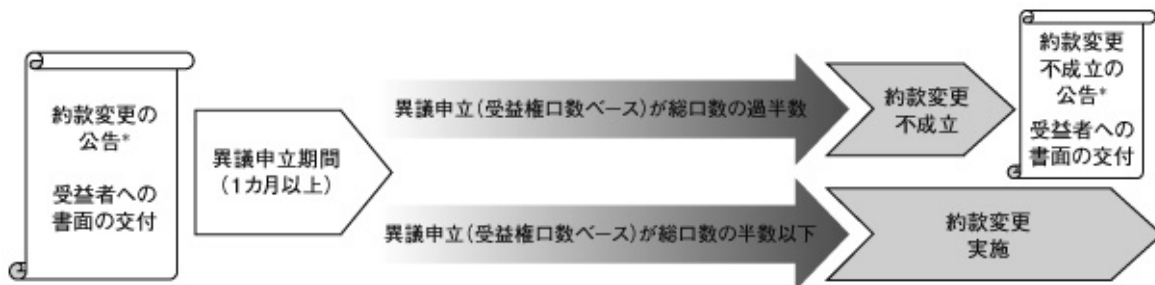 約款変更の
公告*
受益者への
書面の交付
異議申立期間
（1カ月以上）
異議申立（受益権口数ベース）が総口数の過半数
約款変更
不成立
約款変更
不成立の
公告*
受益者への
書面の交付
異議申立（受益権口数ベース）が総口数の半数以下
約款変更
実施